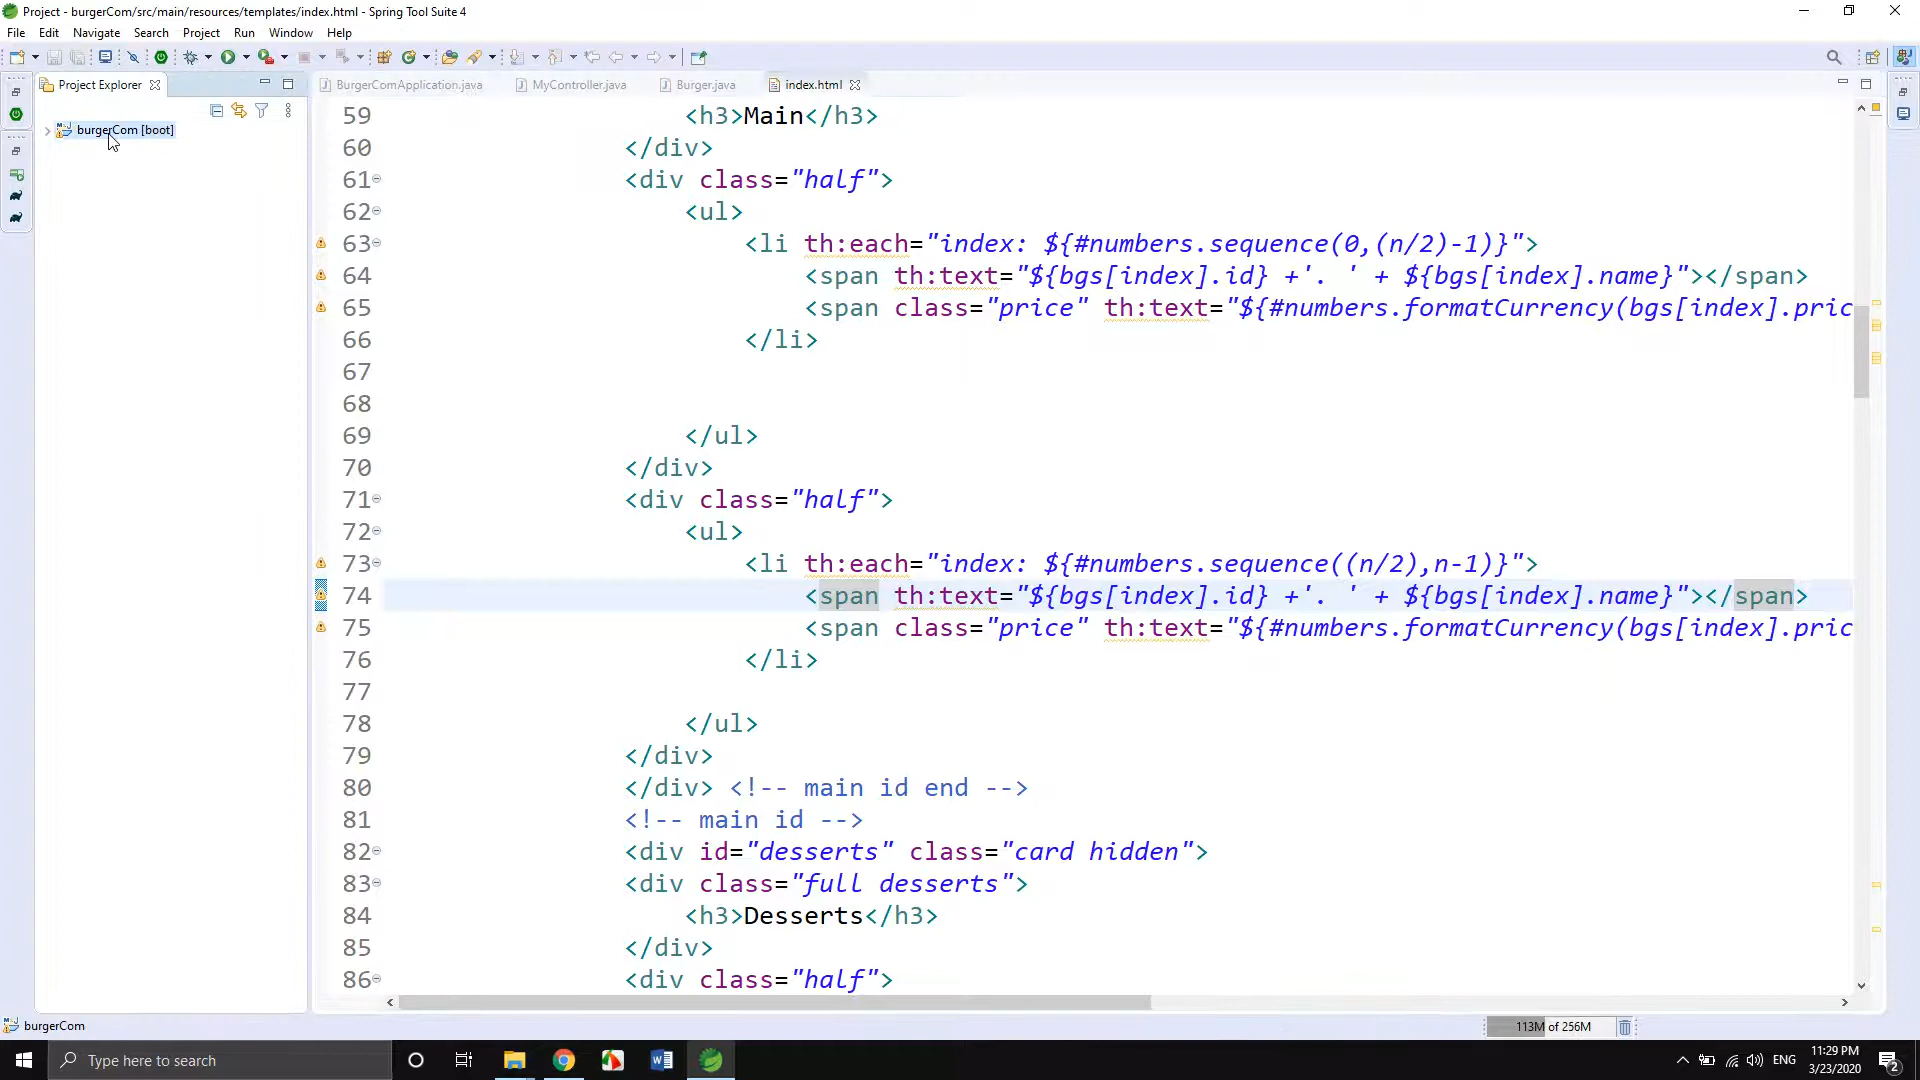 Project - burgerCom/src/main/resources/templates/index.html - Spring Tool Suite 4
File Edit Navigate Search Project Run Window Help
Project Explorer
BurgerComApplication.java MyController.java Burger.java index.html
burgerCom [boot]
59 <h3>Main</h3>
60 </div>
61 <div class="half">
62 <ul>
63 <li th:each="index: ${#numbers.sequence(0,(n/2)-1)}">
64 <span th:text="${bgs[index].id} +'. ' + ${bgs[index].name}"></span>
65 <span class="price" th:text="${#numbers.formatCurrency(bgs[index].pric
66 </li>
67
68
69 </ul>
70 </div>
71 <div class="half">
72 <ul>
73 <li th:each="index: ${#numbers.sequence((n/2),n-1)}">
74 <span th:text="${bgs[index].id} +'. ' + ${bgs[index].name}"></span>
75 <span class="price" th:text="${#numbers.formatCurrency(bgs[index].pric
76 </li>
77
78 </ul>
79 </div>
80 </div> <!-- main id end -->
81 <!-- main id -->
82 <div id="desserts" class="card hidden">
83 <div class="full desserts">
84 <h3>Desserts</h3>
85 </div>
86 <div class="half">
burgerCom
113M of 256M
Type here to search
ENG
11:29 PM
3/23/2020
2